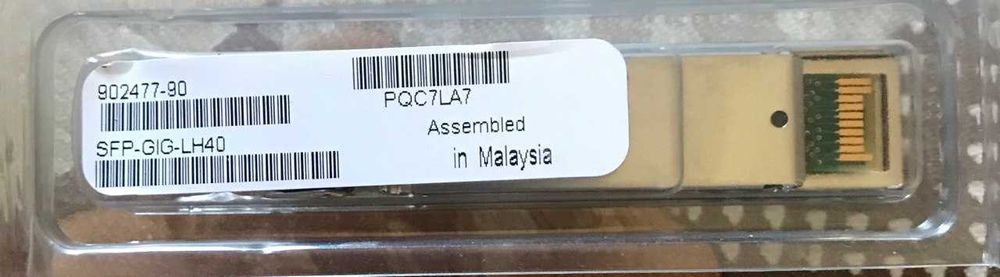 902477-90
SFP-GIG-LH40
PQC7LA7
Assembled
in Malaysia